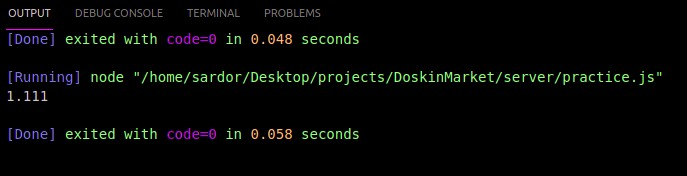 OUTPUT DEBUG CONSOLE TERMINAL PROBLEMS
[Done] exited with code=0 in 0.048 seconds
[Running] node "/home/sardor/Desktop/projects/DoskinMarket/server/practice.js"
1.111
[Done] exited with code=0 in 0.058 seconds